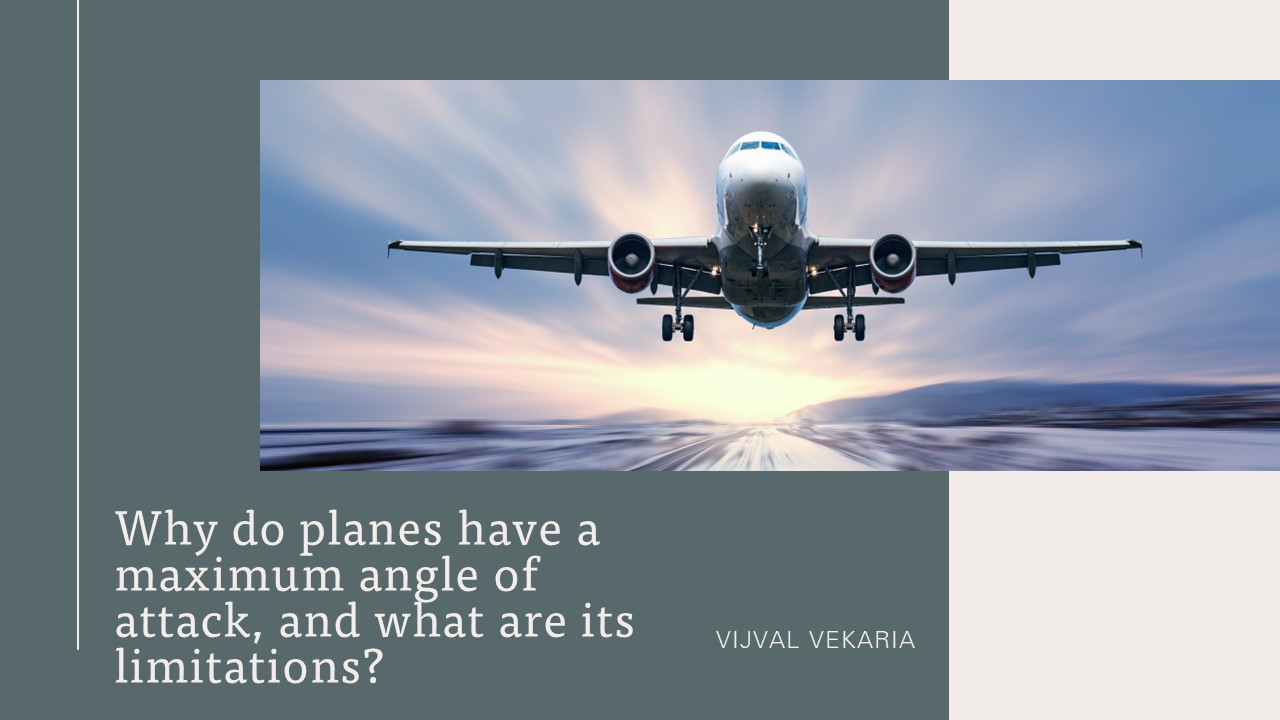 Why do planes have a
maximum angle of
attack, and what are its
limitations?
VIJVAL VEKARIA